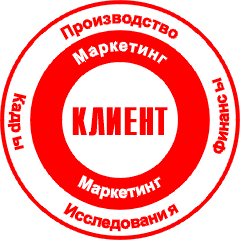 Производство
Маркетинг
Кадры
КЛИЕНТ
Финансы
Маркетинг
Исследования